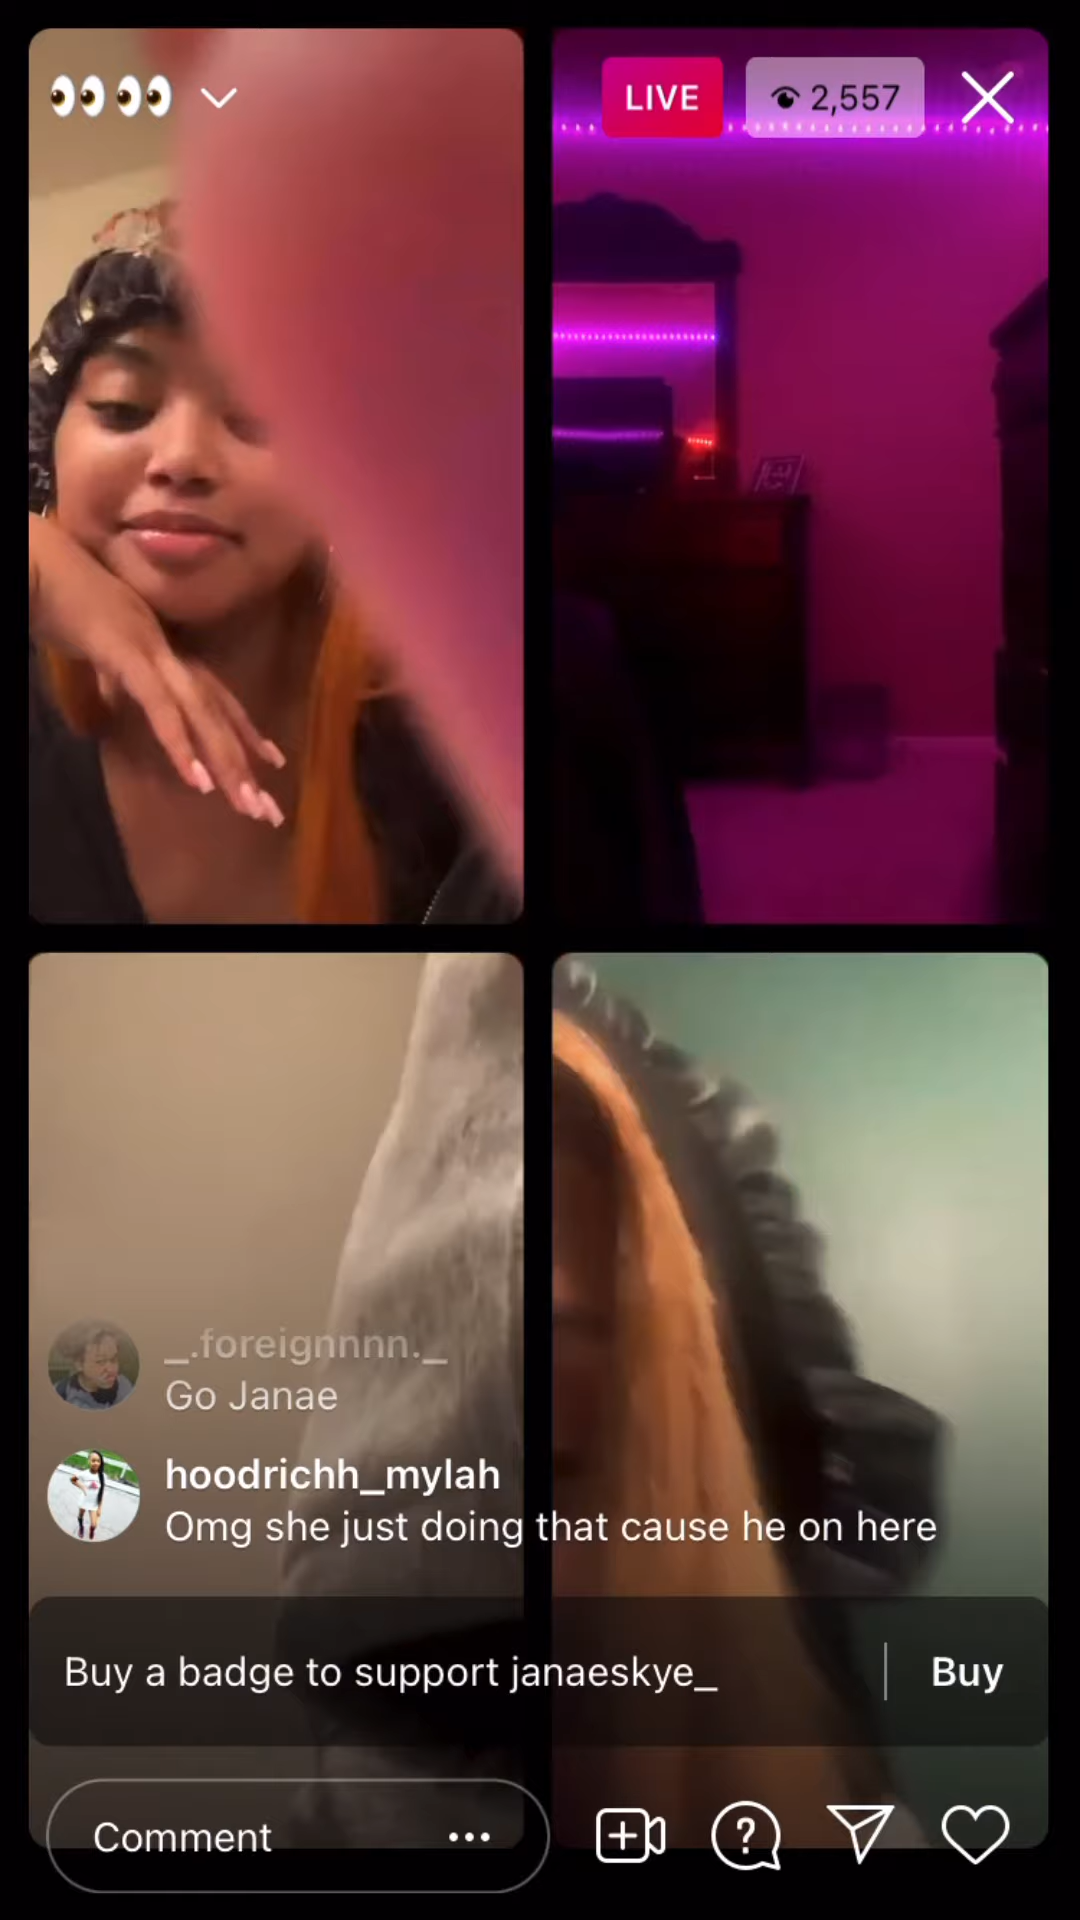 👀👀
LIVE
2,557
_.foreignnnn._
Go Janae
hoodrichh_mylah
Omg she just doing that cause he on here
Buy a badge to support janaeskye_
Buy
Comment